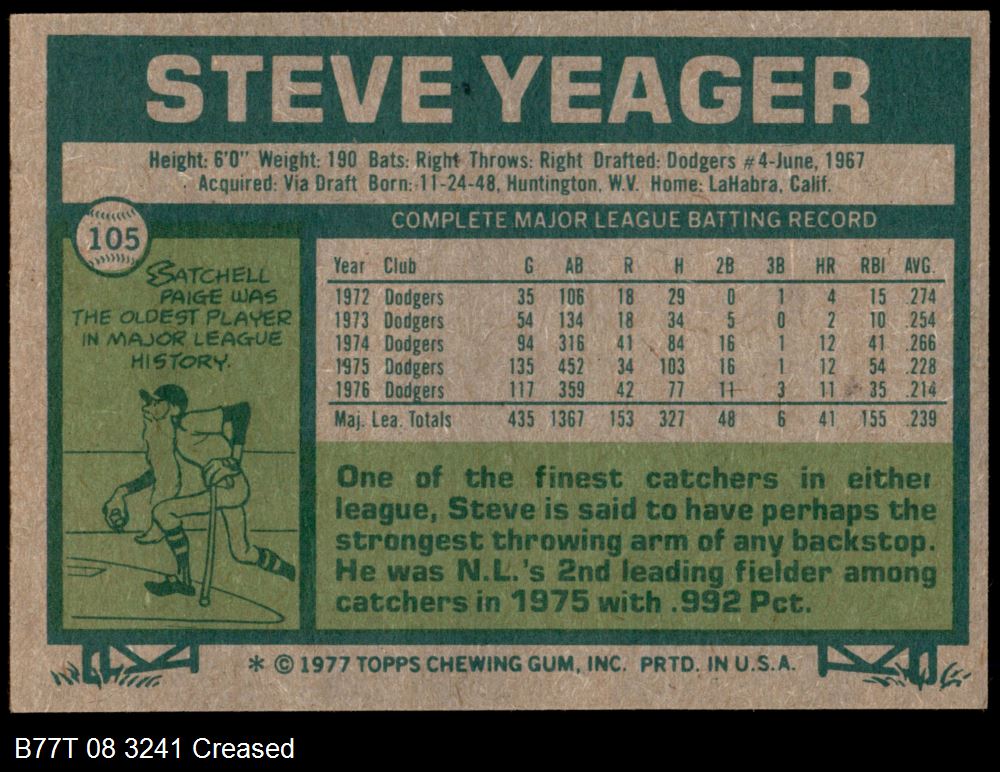 STEVE YEAGER
Height: 6'0" Weight: 190 Bats: Right Throws: Right Drafted: Dodgers #4-June, 1967
Acquired: Via Draft Born: 11-24-48, Huntington, W.V. Home: LaHabra, Calif.
105
COMPLETE MAJOR LEAGUE BATTING RECORD
SATCHELL
PAIGE WAS
THE OLDEST PLAYER
IN MAJOR LEAGUE
HISTORY.
Year Club G AB R H 2B 3B HR RBI AVG.
1972 Dodgers 35 106 18 29 0 1 4 15 .274
1973 Dodgers 54 134 18 34 5 0 2 10 .254
1974 Dodgers 94 316 41 84 16 1 12 41 .266
1975 Dodgers 135 452 34 103 16 1 12 54 .228
1976 Dodgers 117 359 42 77 11 3 11 35 .214
Maj. Lea. Totals 435 1367 153 327 48 6 41 155 .239
One of the finest catchers in either
league, Steve is said to have perhaps the
strongest throwing arm of any backstop.
He was N.L.'s 2nd leading fielder among
catchers in 1975 with .992 Pct.
* © 1977 TOPPS CHEWING GUM, INC. PRTD. IN U.S.A.
B77T 08 3241 Creased